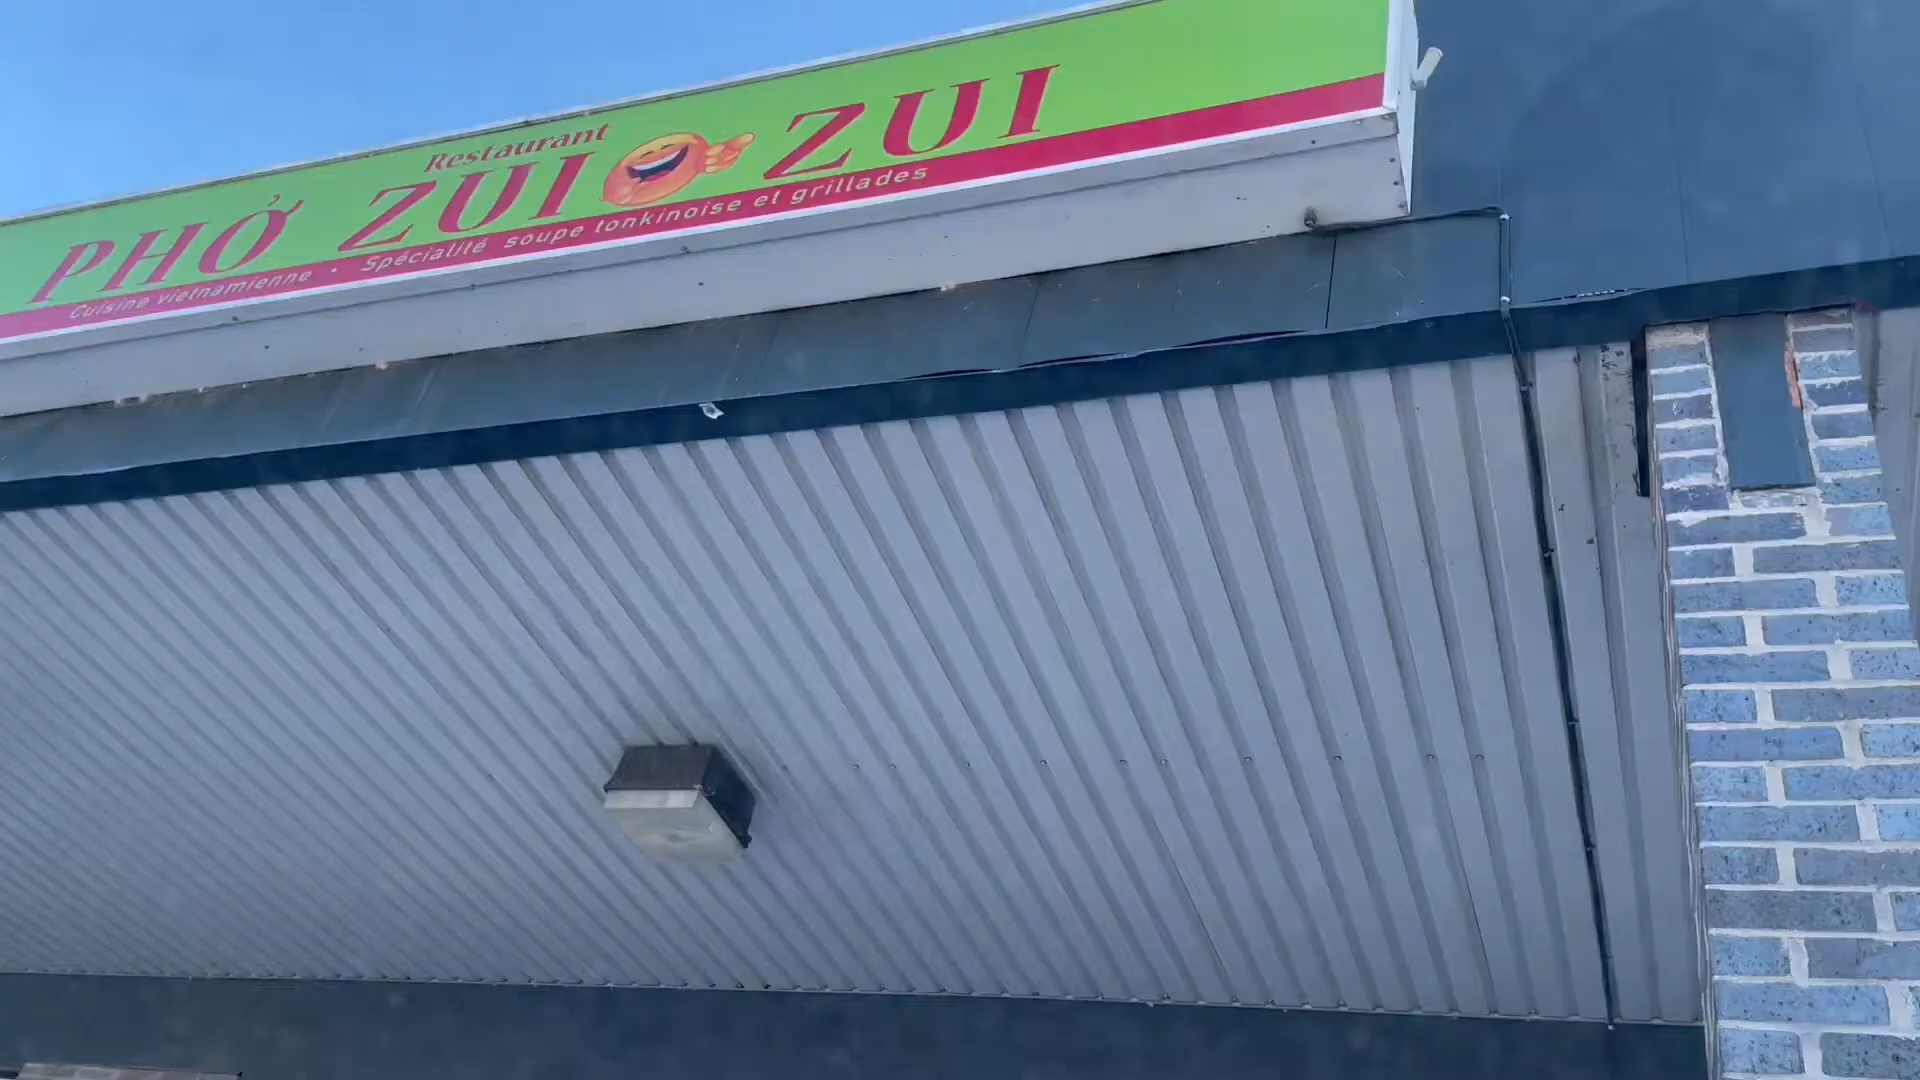 Restaurant
PHỞ ZUI ZUI
Cuisine vietnamienne • Spécialité soupe tonkinoise et grillades